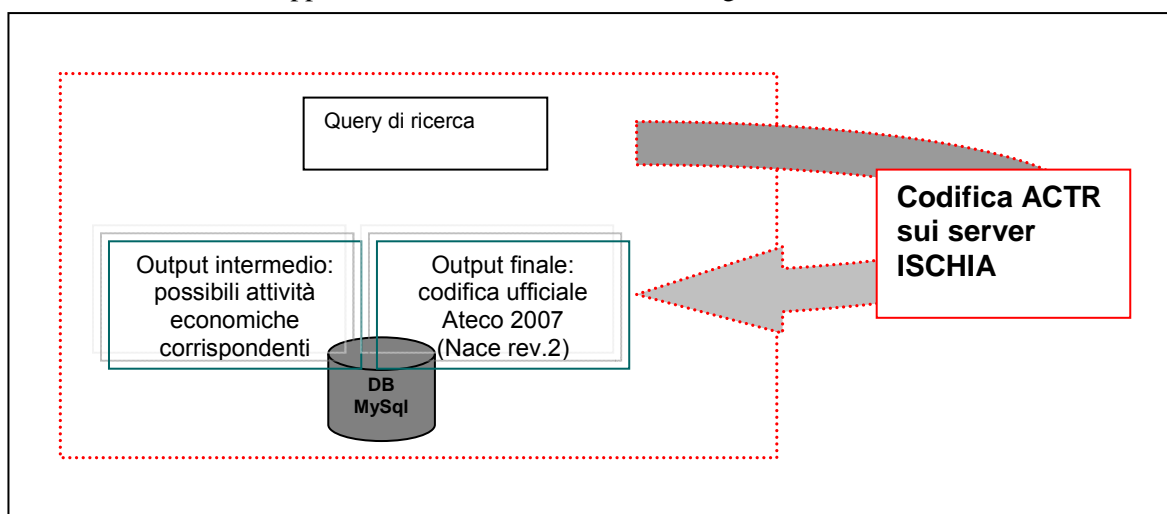 Query di ricerca
Codifica ACTR
sui server
ISCHIA
Output intermedio:
possibili attività
economiche
corrispondenti
Output finale:
codifica ufficiale
Ateco 2007
(Nace rev.2)
DB
MySql